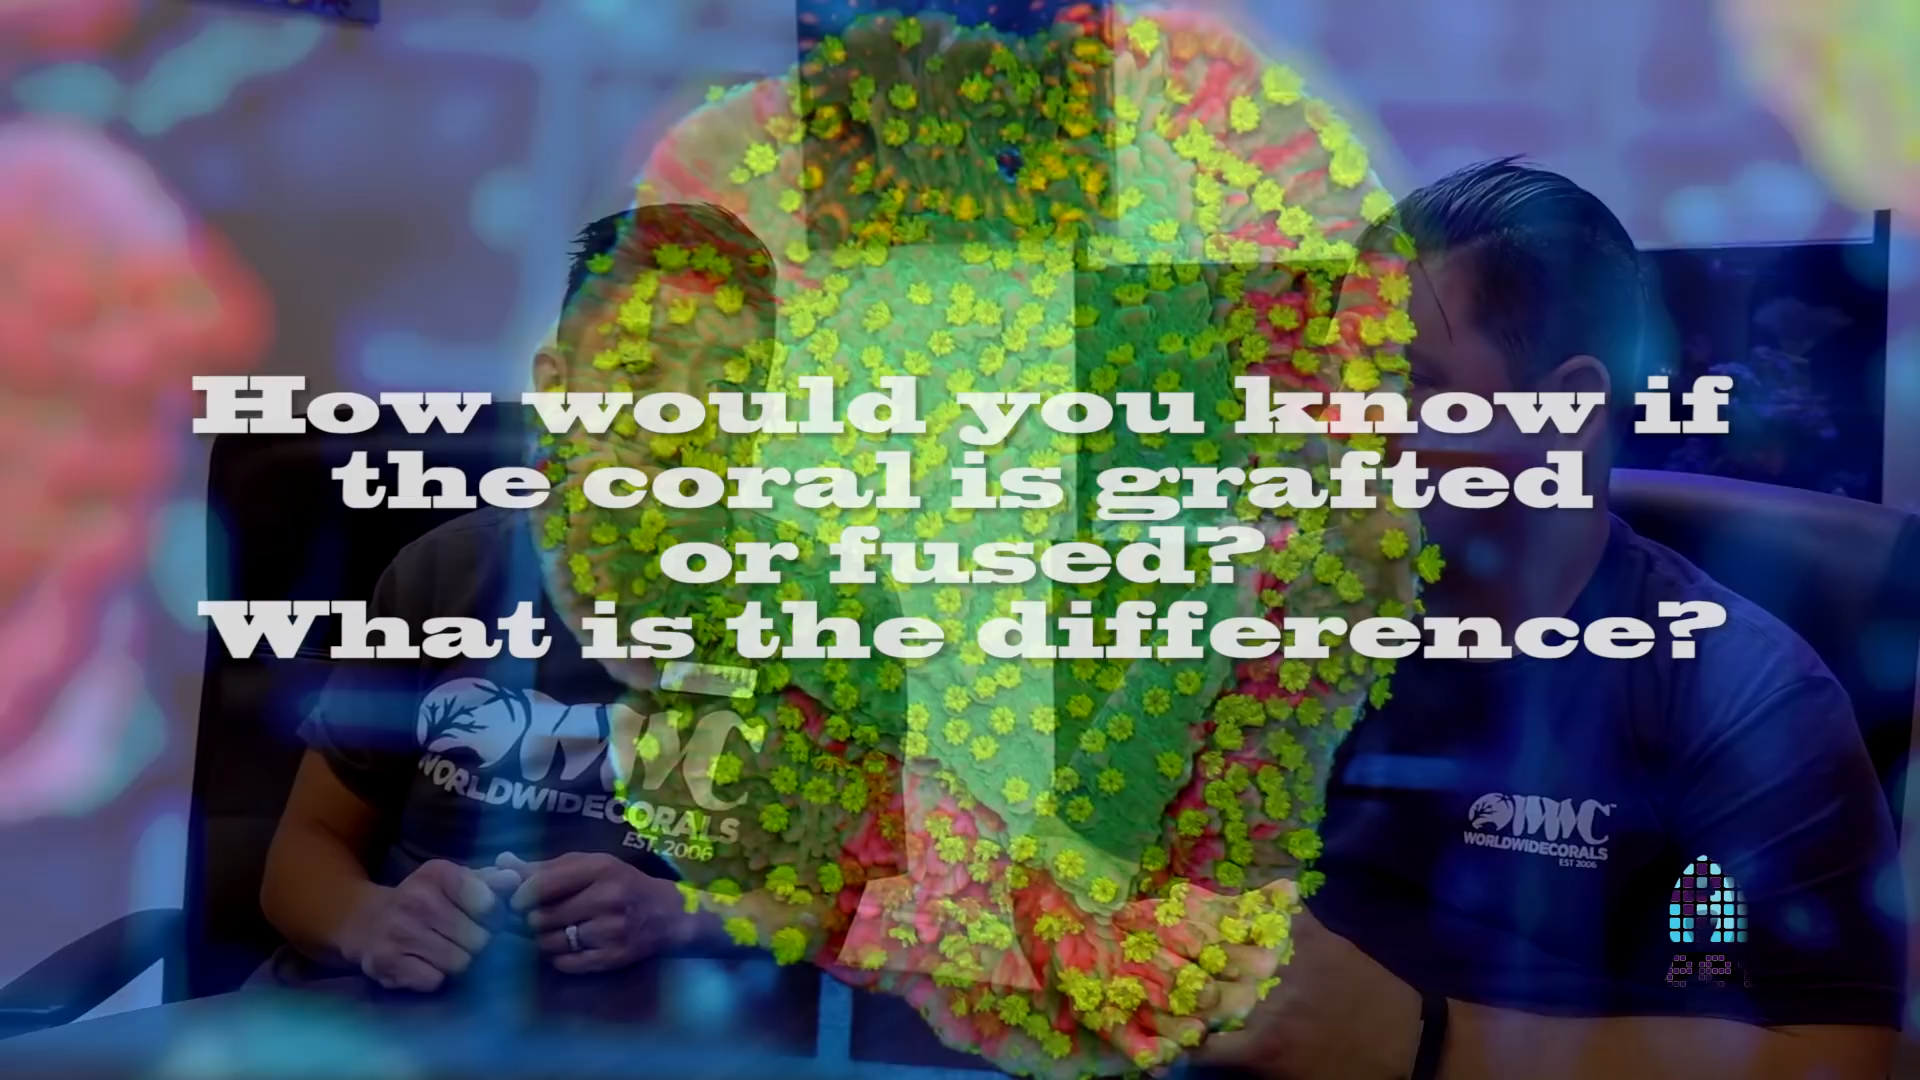 How would you know if
the coral is grafted
or fused?
What is the difference?
WWC
WORLDWIDECORALS
EST. 2006
WWC
WORLDWIDECORALS
EST 2006